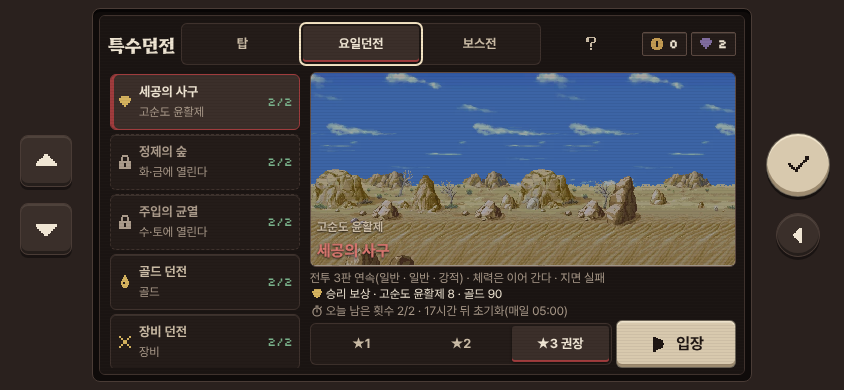 특수던전
탑
요일던전
보스전
?
0
2
세공의 사구
고순도 윤활제
2/2
정제의 숲
화·금에 열린다
2/2
주입의 균열
수·토에 열린다
2/2
골드 던전
골드
2/2
장비 던전
장비
2/2
고순도 윤활제
세공의 사구
전투 3판 연속(일반 · 일반 · 강적) · 체력은 이어 간다 · 지면 실패
승리 보상 · 고순도 윤활제 8 · 골드 90
오늘 남은 횟수 2/2 · 17시간 뒤 초기화(매일 05:00)
★1
★2
★3 권장
입장